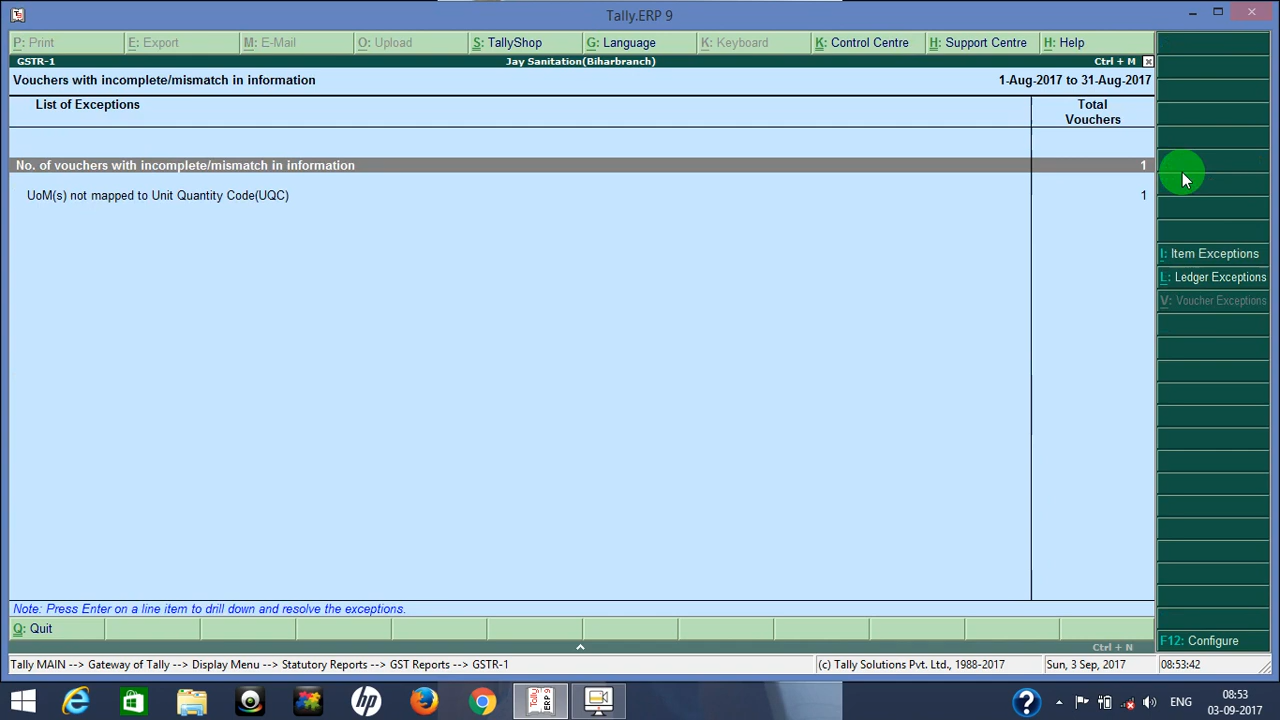 Tally.ERP 9
P: Print E: Export M: E-Mail O: Upload S: TallyShop G: Language K: Keyboard K: Control Centre H: Support Centre H: Help
GSTR-1 Jay Sanitation(Biharbranch) Ctrl + M
Vouchers with incomplete/mismatch in information 1-Aug-2017 to 31-Aug-2017
List of Exceptions Total
Vouchers
No. of vouchers with incomplete/mismatch in information 1
UoM(s) not mapped to Unit Quantity Code(UQC) 1
I: Item Exceptions
L: Ledger Exceptions
V: Voucher Exceptions
Note: Press Enter on a line item to drill down and resolve the exceptions.
Q: Quit
F12: Configure
Ctrl + N
Tally MAIN --> Gateway of Tally --> Display Menu --> Statutory Reports --> GST Reports --> GSTR-1 (c) Tally Solutions Pvt. Ltd., 1988-2017 Sun, 3 Sep, 2017 08:53:42
hp Tally ERP 9 ENG 08:53
03-09-2017